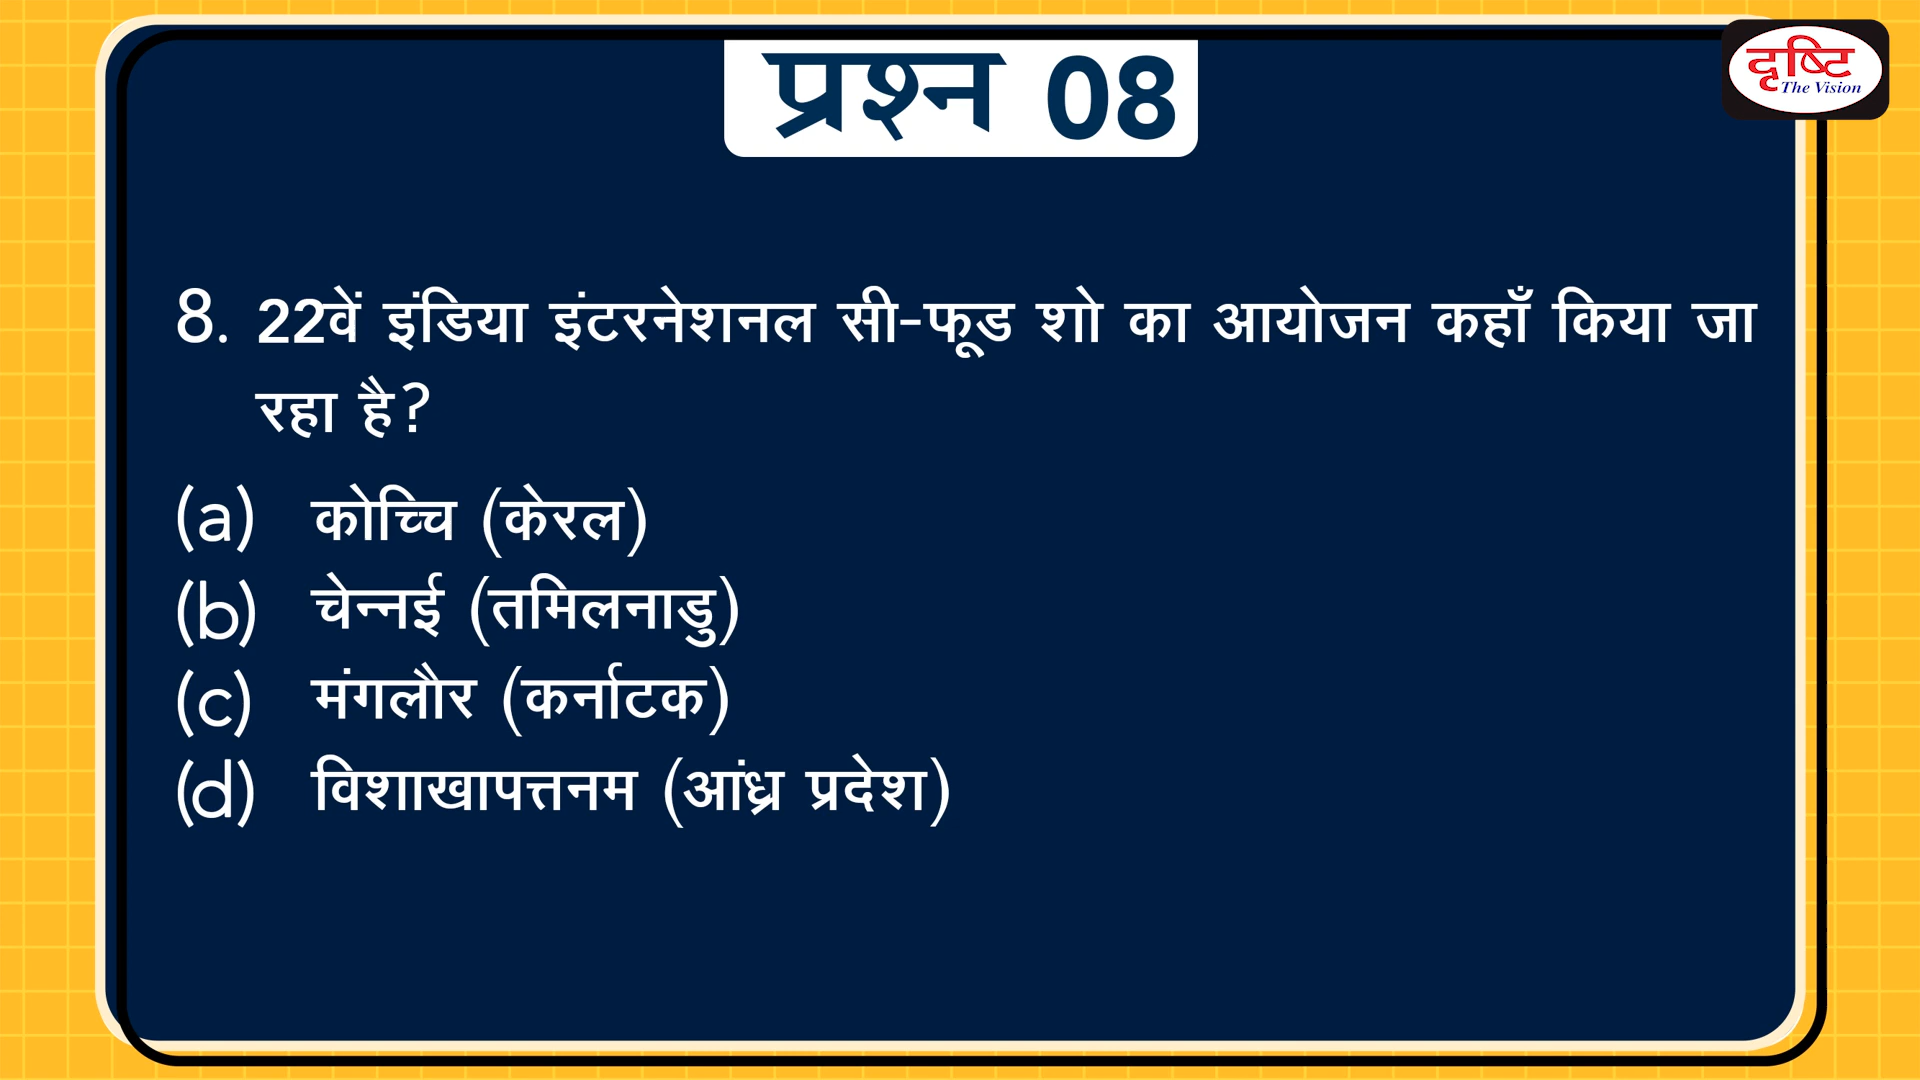 प्रश्न 08
दृष्टि
The Vision
8. 22वें इंडिया इंटरनेशनल सी-फूड शो का आयोजन कहाँ किया जा
रहा है?
(a) कोच्चि (केरल)
(b) चेन्नई (तमिलनाडु)
(c) मंगलौर (कर्नाटक)
(d) विशाखापत्तनम (आंध्र प्रदेश)